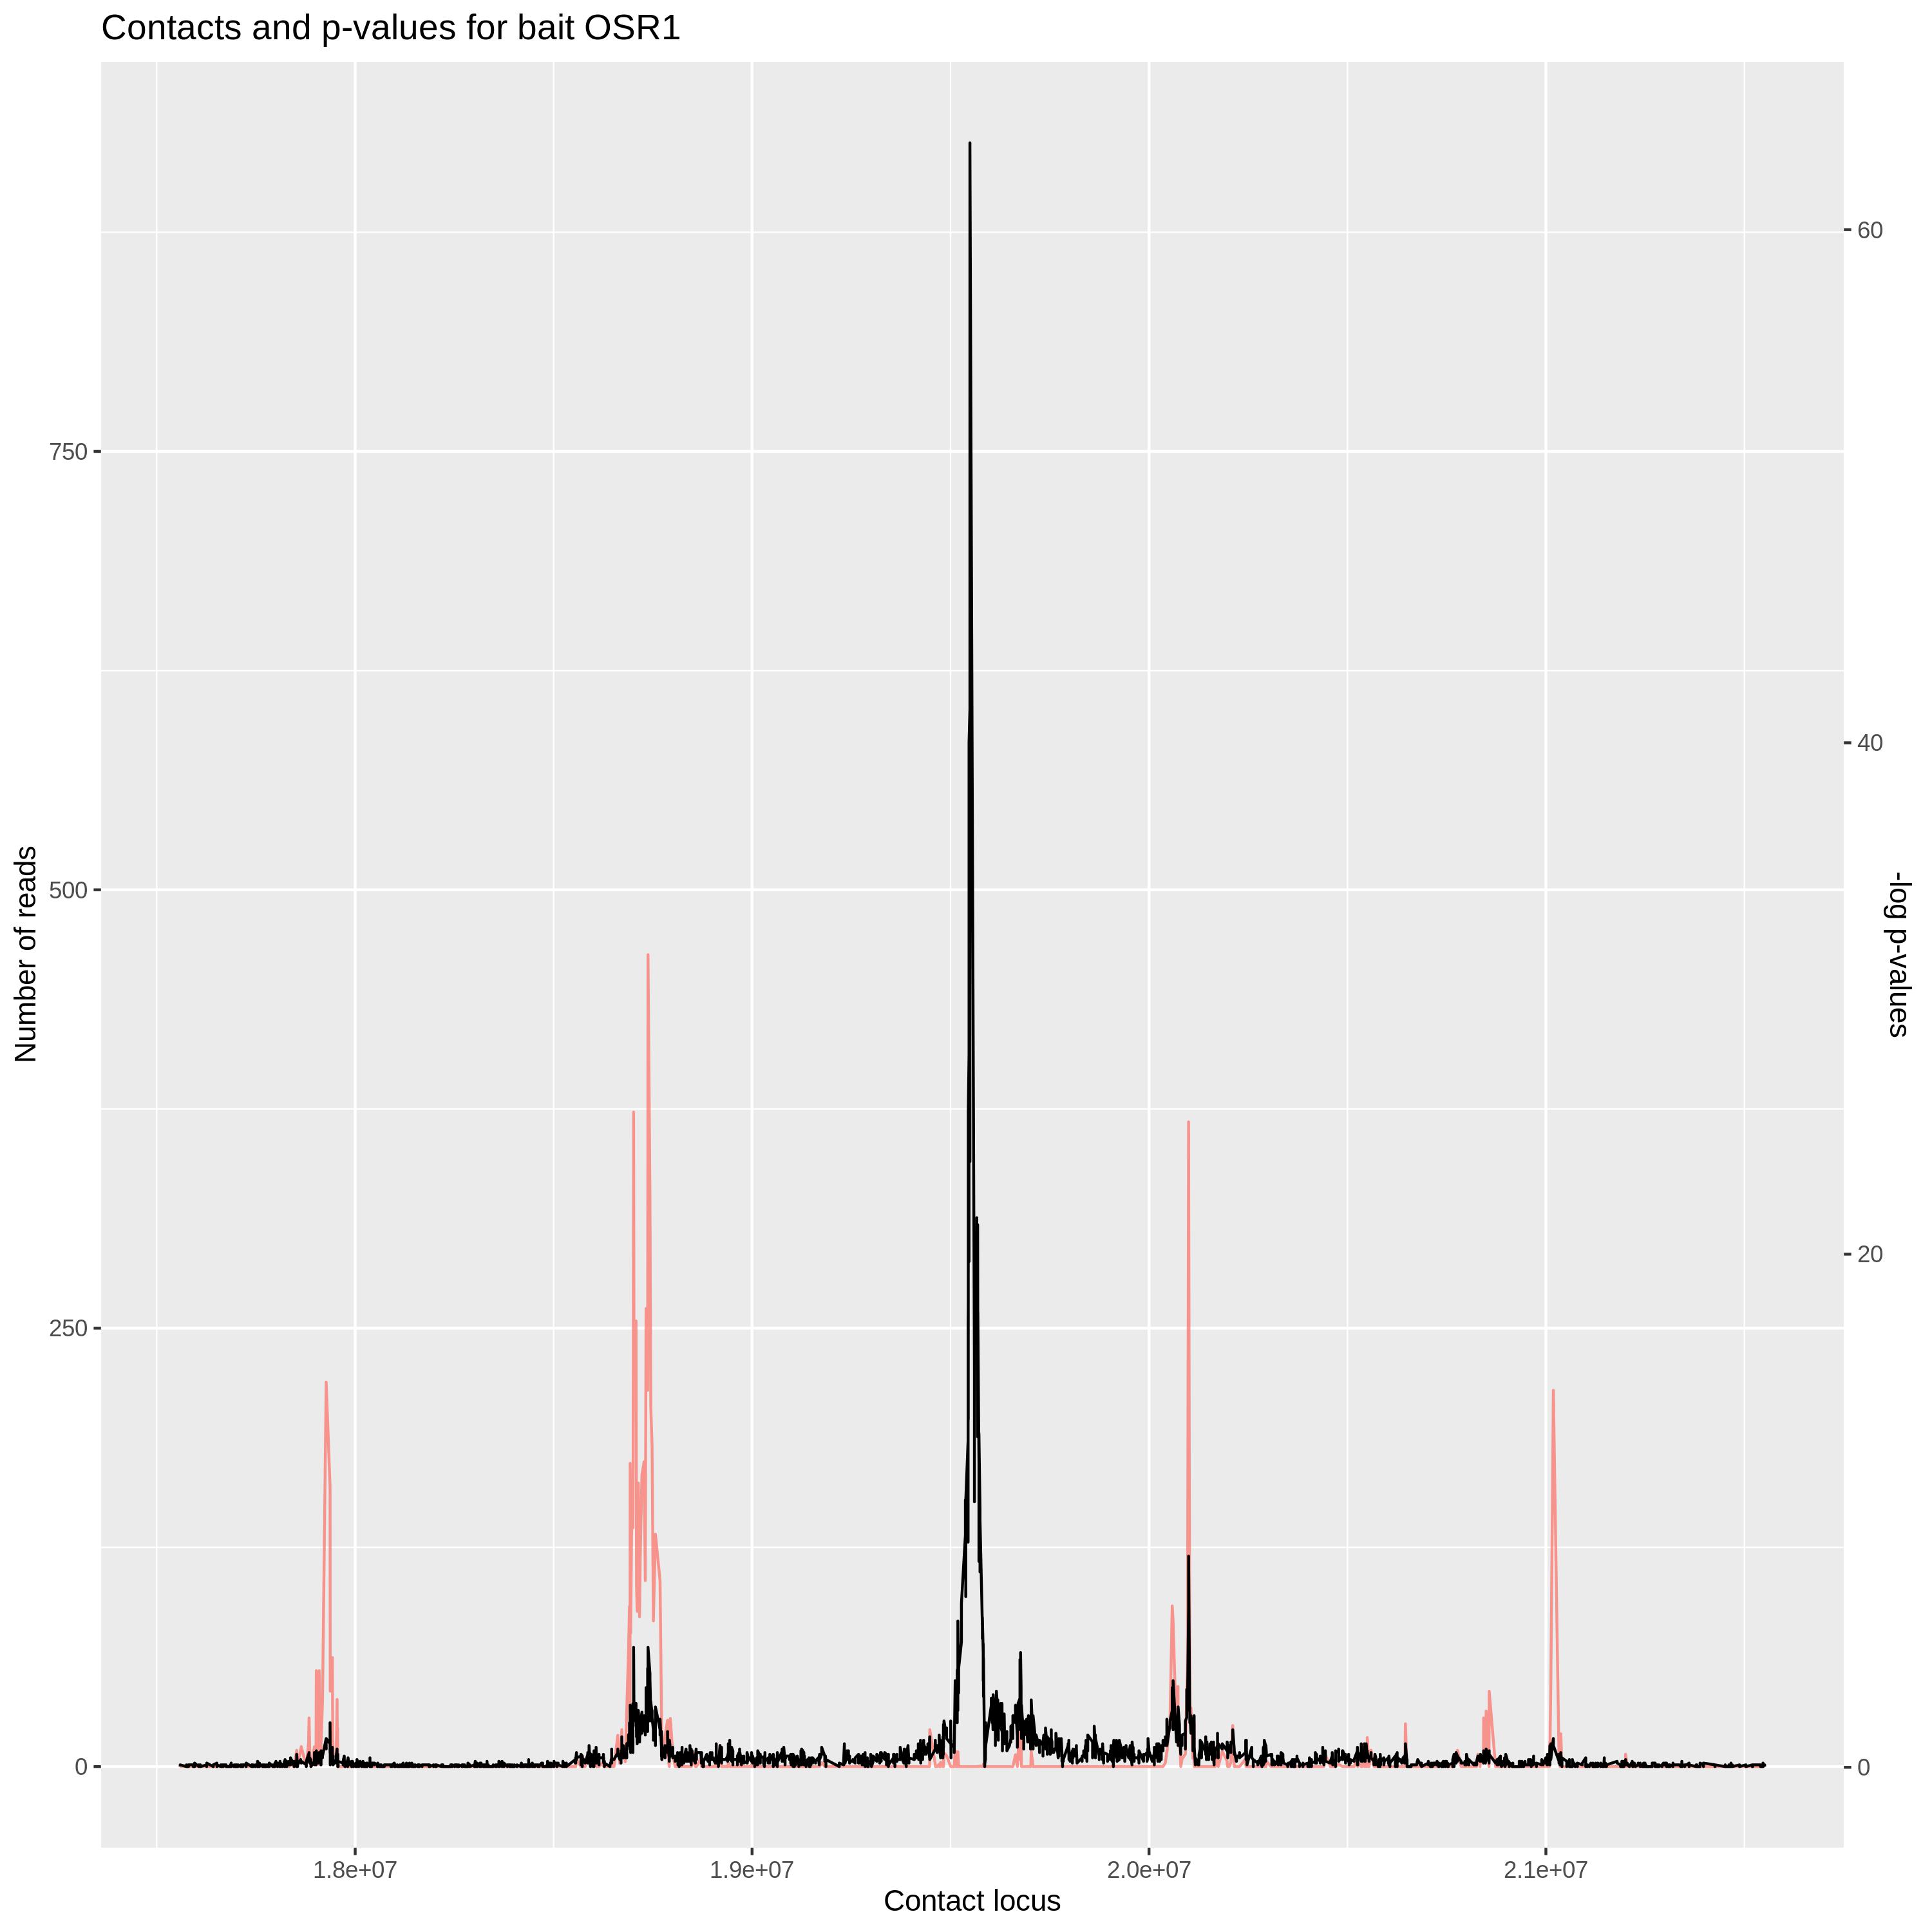 Contacts and p-values for bait OSR1
Number of reads
750
500
250
0
60
40
20
0
-log p-values
1.8e+07
1.9e+07
2.0e+07
2.1e+07
Contact locus